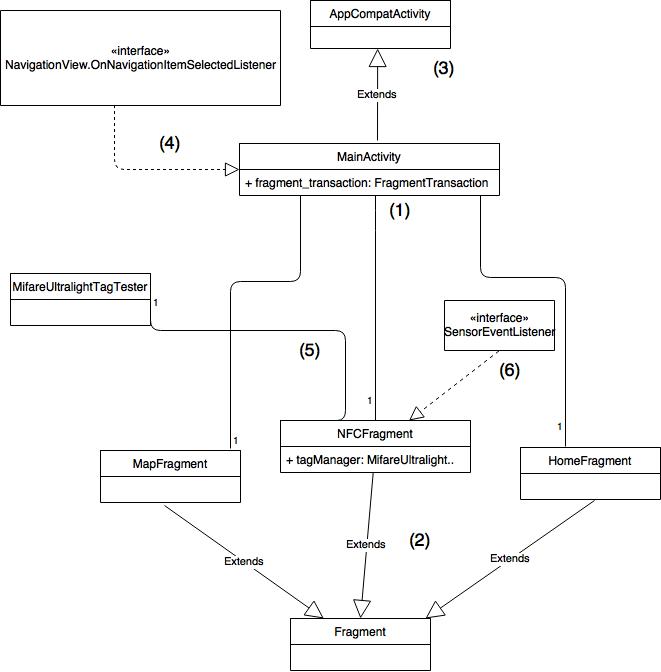 AppCompatActivity
«interface»
NavigationView.OnNavigationItemSelectedListener
(3)
Extends
(4)
MainActivity
+ fragment_transaction: FragmentTransaction
(1)
MifareUltralightTagTester
1
«interface»
SensorEventListener
(5)
(6)
1
1
1
NFCFragment
+ tagManager: MifareUltralight..
MapFragment
HomeFragment
Extends
(2)
Extends
Extends
Fragment